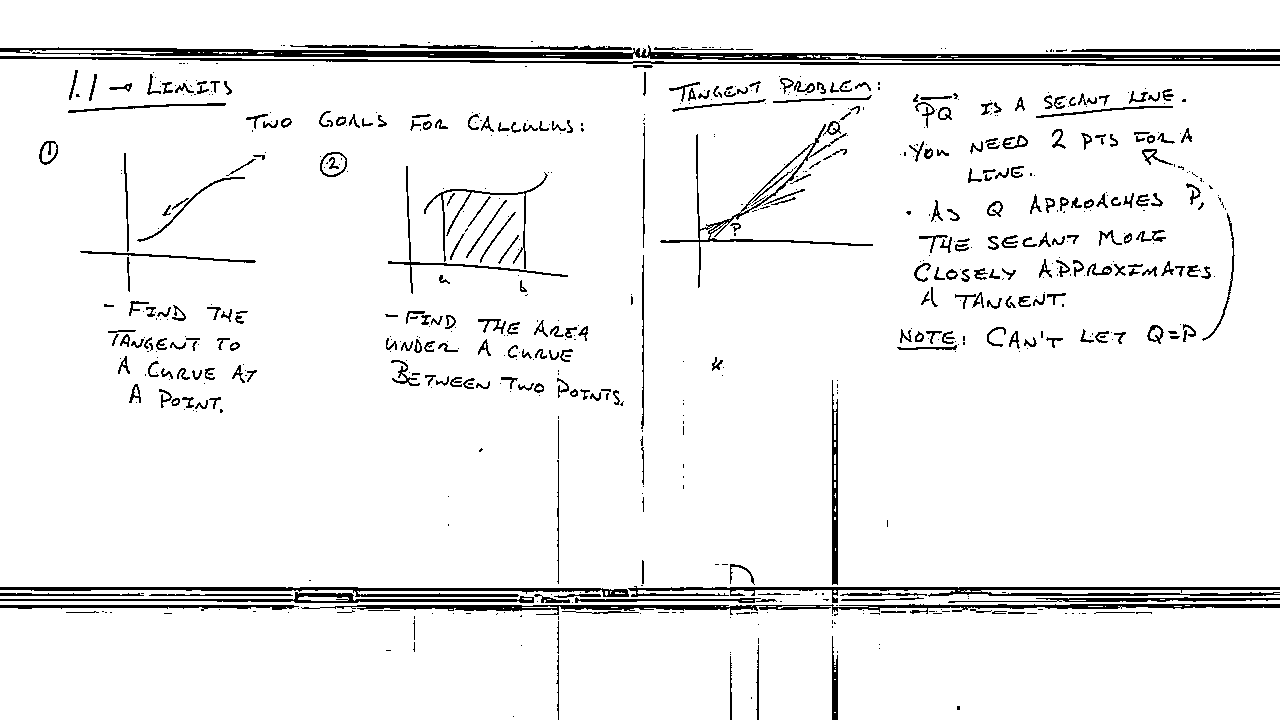 1.1 → LIMITS
TWO GOALS FOR CALCULUS:
①
②
a
b
- FIND THE
TANGENT TO
A CURVE AT
A POINT.
- FIND THE AREA
UNDER A CURVE
BETWEEN TWO POINTS.
TANGENT PROBLEM:
Q
P
PQ IS A SECANT LINE.
· YOU NEED 2 PTS FOR A
LINE.
· AS Q APPROACHES P,
THE SECANT MORE
CLOSELY APPROXIMATES
A TANGENT.
NOTE: CAN'T LET Q=P
*